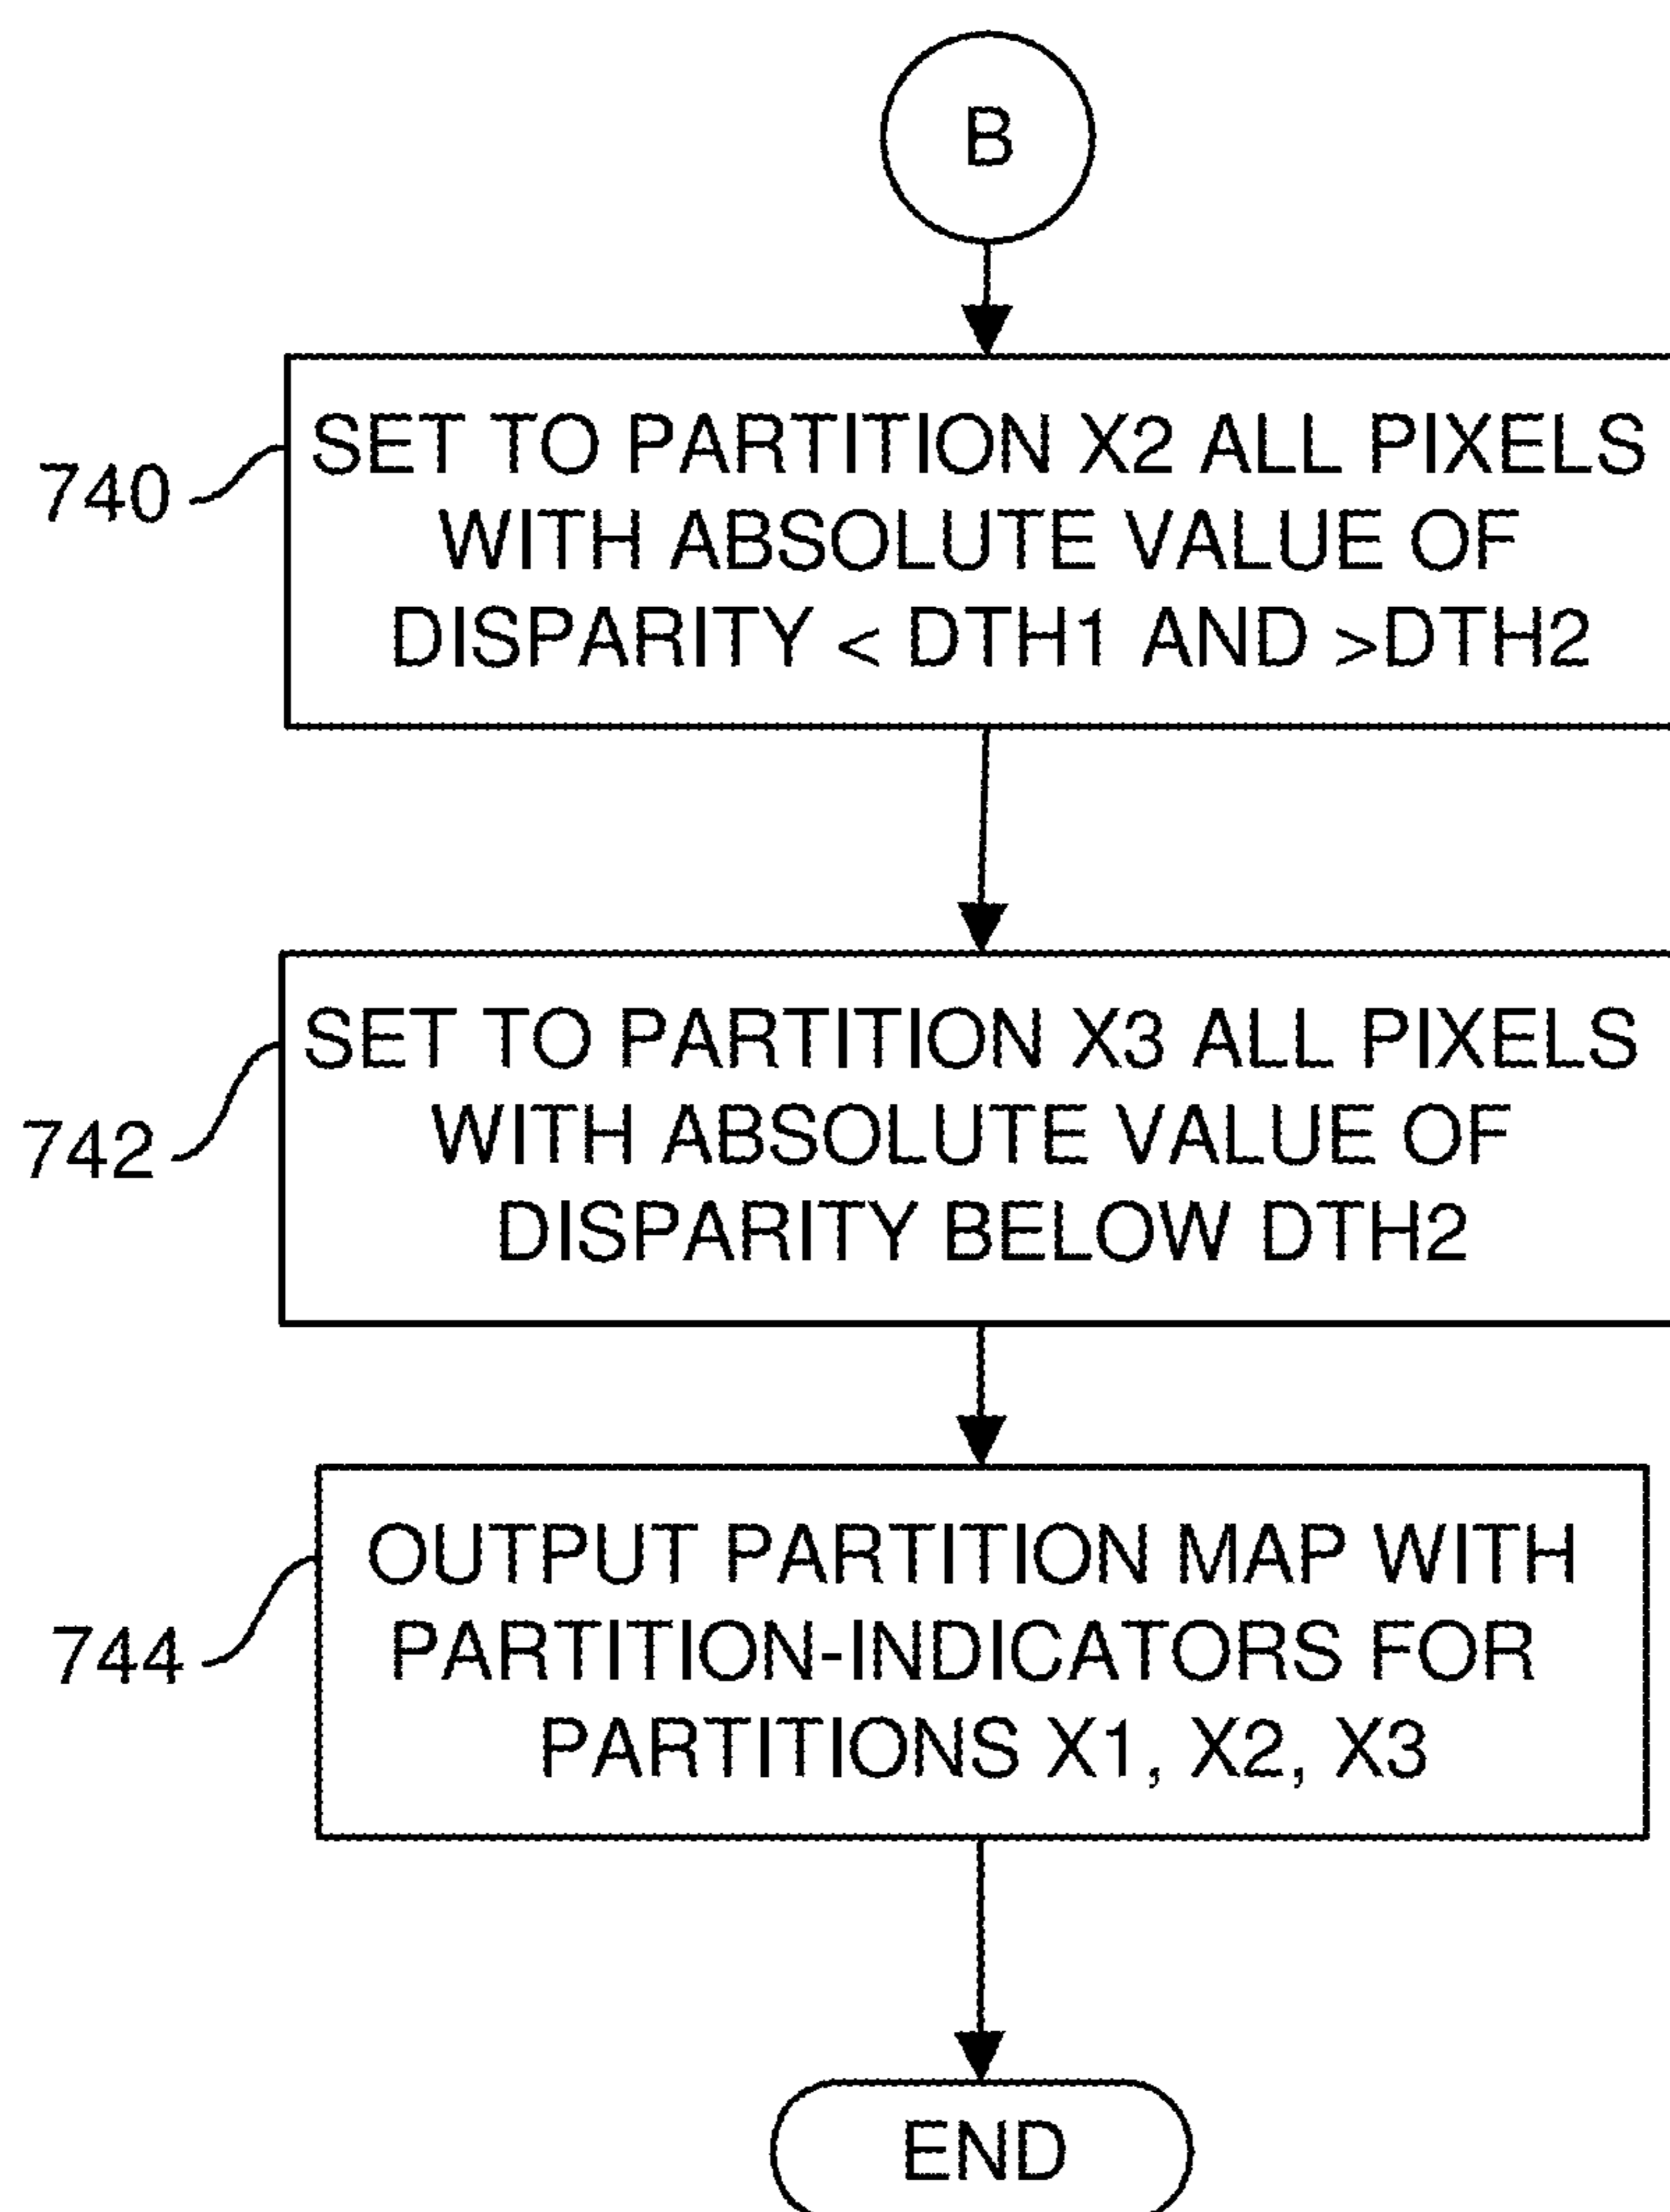 B
740
SET TO PARTITION X2 ALL PIXELS
WITH ABSOLUTE VALUE OF
DISPARITY < DTH1 AND >DTH2
742
SET TO PARTITION X3 ALL PIXELS
WITH ABSOLUTE VALUE OF
DISPARITY BELOW DTH2
744
OUTPUT PARTITION MAP WITH
PARTITION-INDICATORS FOR
PARTITIONS X1, X2, X3
END